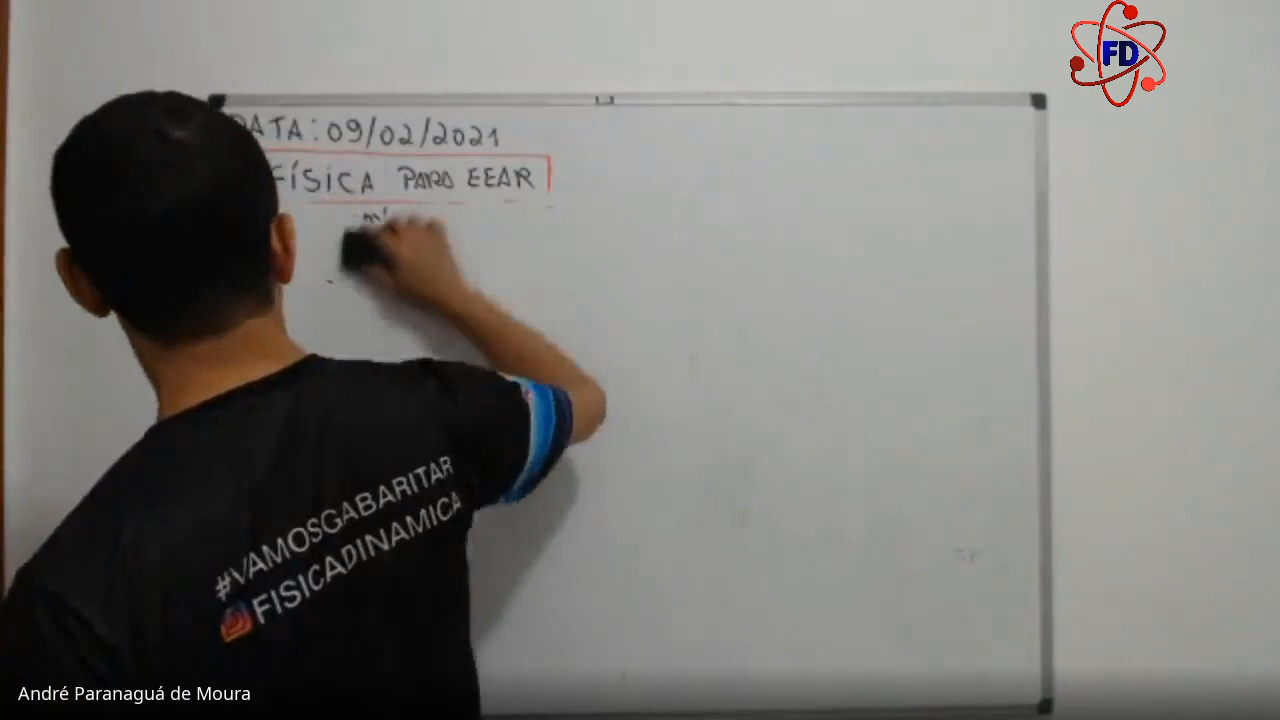 FD
DATA: 09/02/2021
FÍSICA PARA EEAR
#VAMOSGABARITAR
FISICADINAMICA
André Paranaguá de Moura